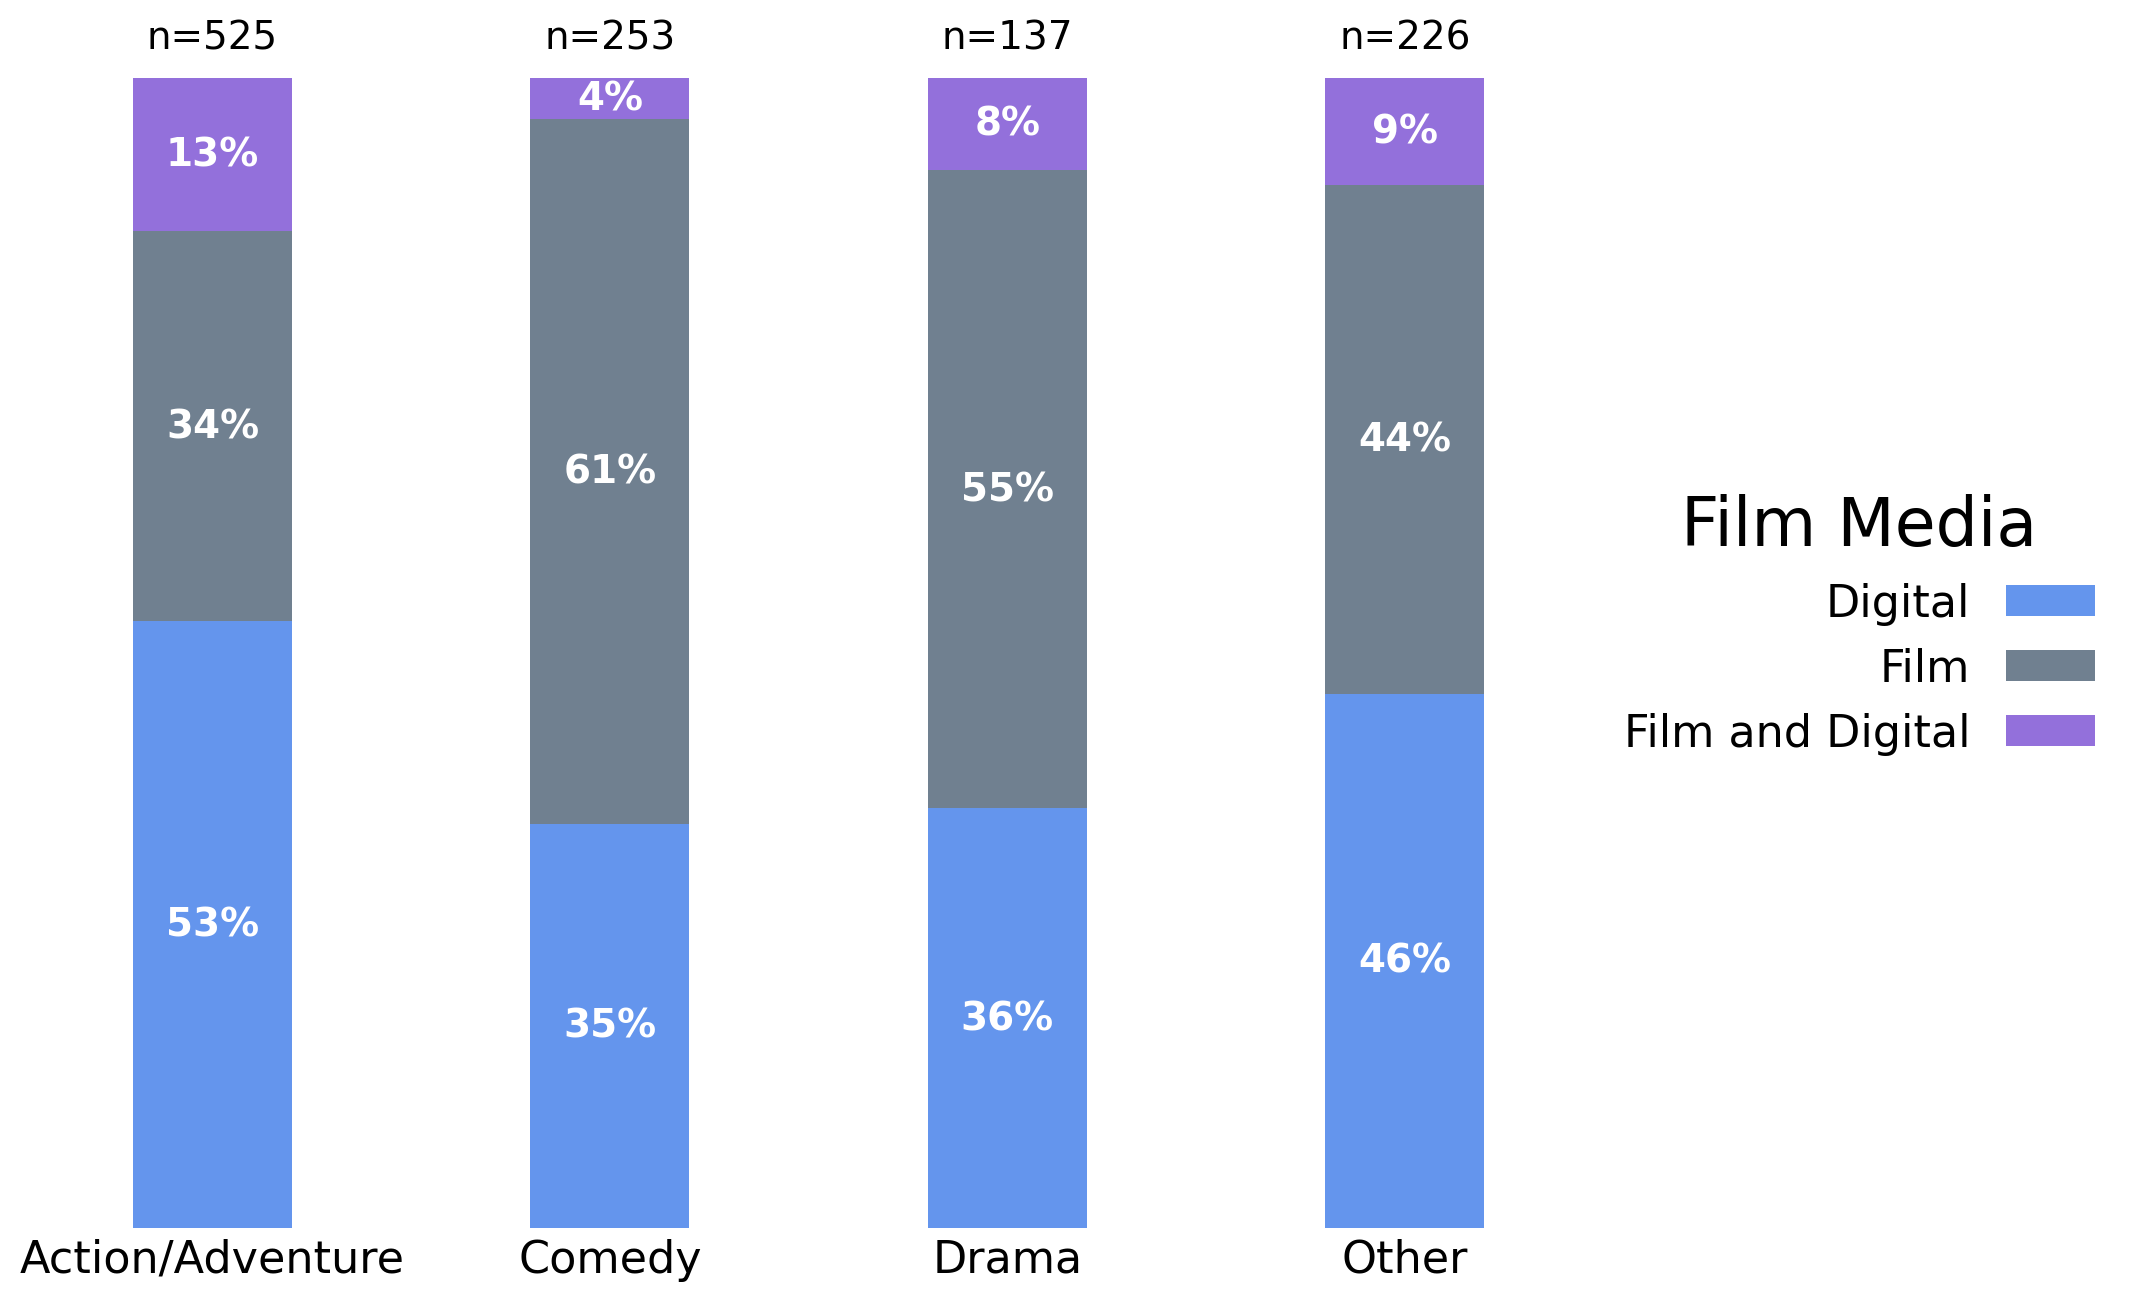 n=525
n=253
n=137
n=226
13%
4%
8%
9%
34%
61%
55%
44%
53%
35%
36%
46%
Action/Adventure
Comedy
Drama
Other
Film Media
Digital
Film
Film and Digital